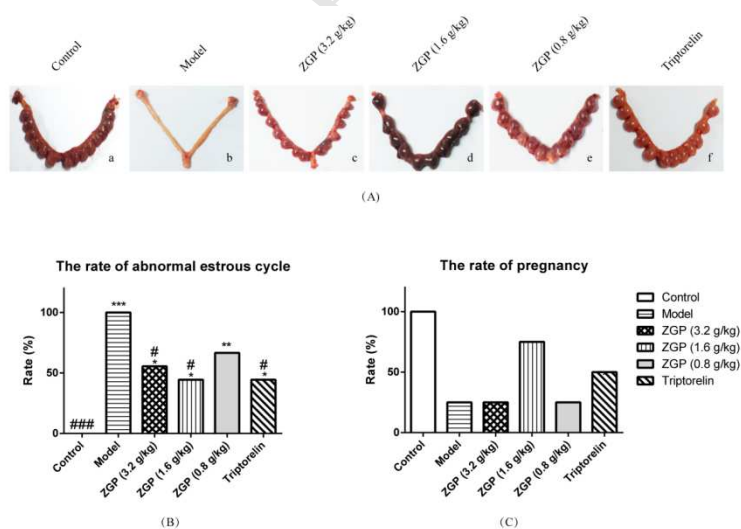 Control
Model
ZGP (3.2 g/kg)
ZGP (1.6 g/kg)
ZGP (0.8 g/kg)
Triptorelin
a
b
c
d
e
f
(A)
The rate of abnormal estrous cycle
Rate (%)
100
50
0
###
***
#
*
#
*
**
#
*
Control
Model
ZGP (3.2 g/kg)
ZGP (1.6 g/kg)
ZGP (0.8 g/kg)
Triptorelin
(B)
The rate of pregnancy
Rate (%)
100
50
0
Control
Model
ZGP (3.2 g/kg)
ZGP (1.6 g/kg)
ZGP (0.8 g/kg)
Triptorelin
Control
Model
ZGP (3.2 g/kg)
ZGP (1.6 g/kg)
ZGP (0.8 g/kg)
Triptorelin
(C)